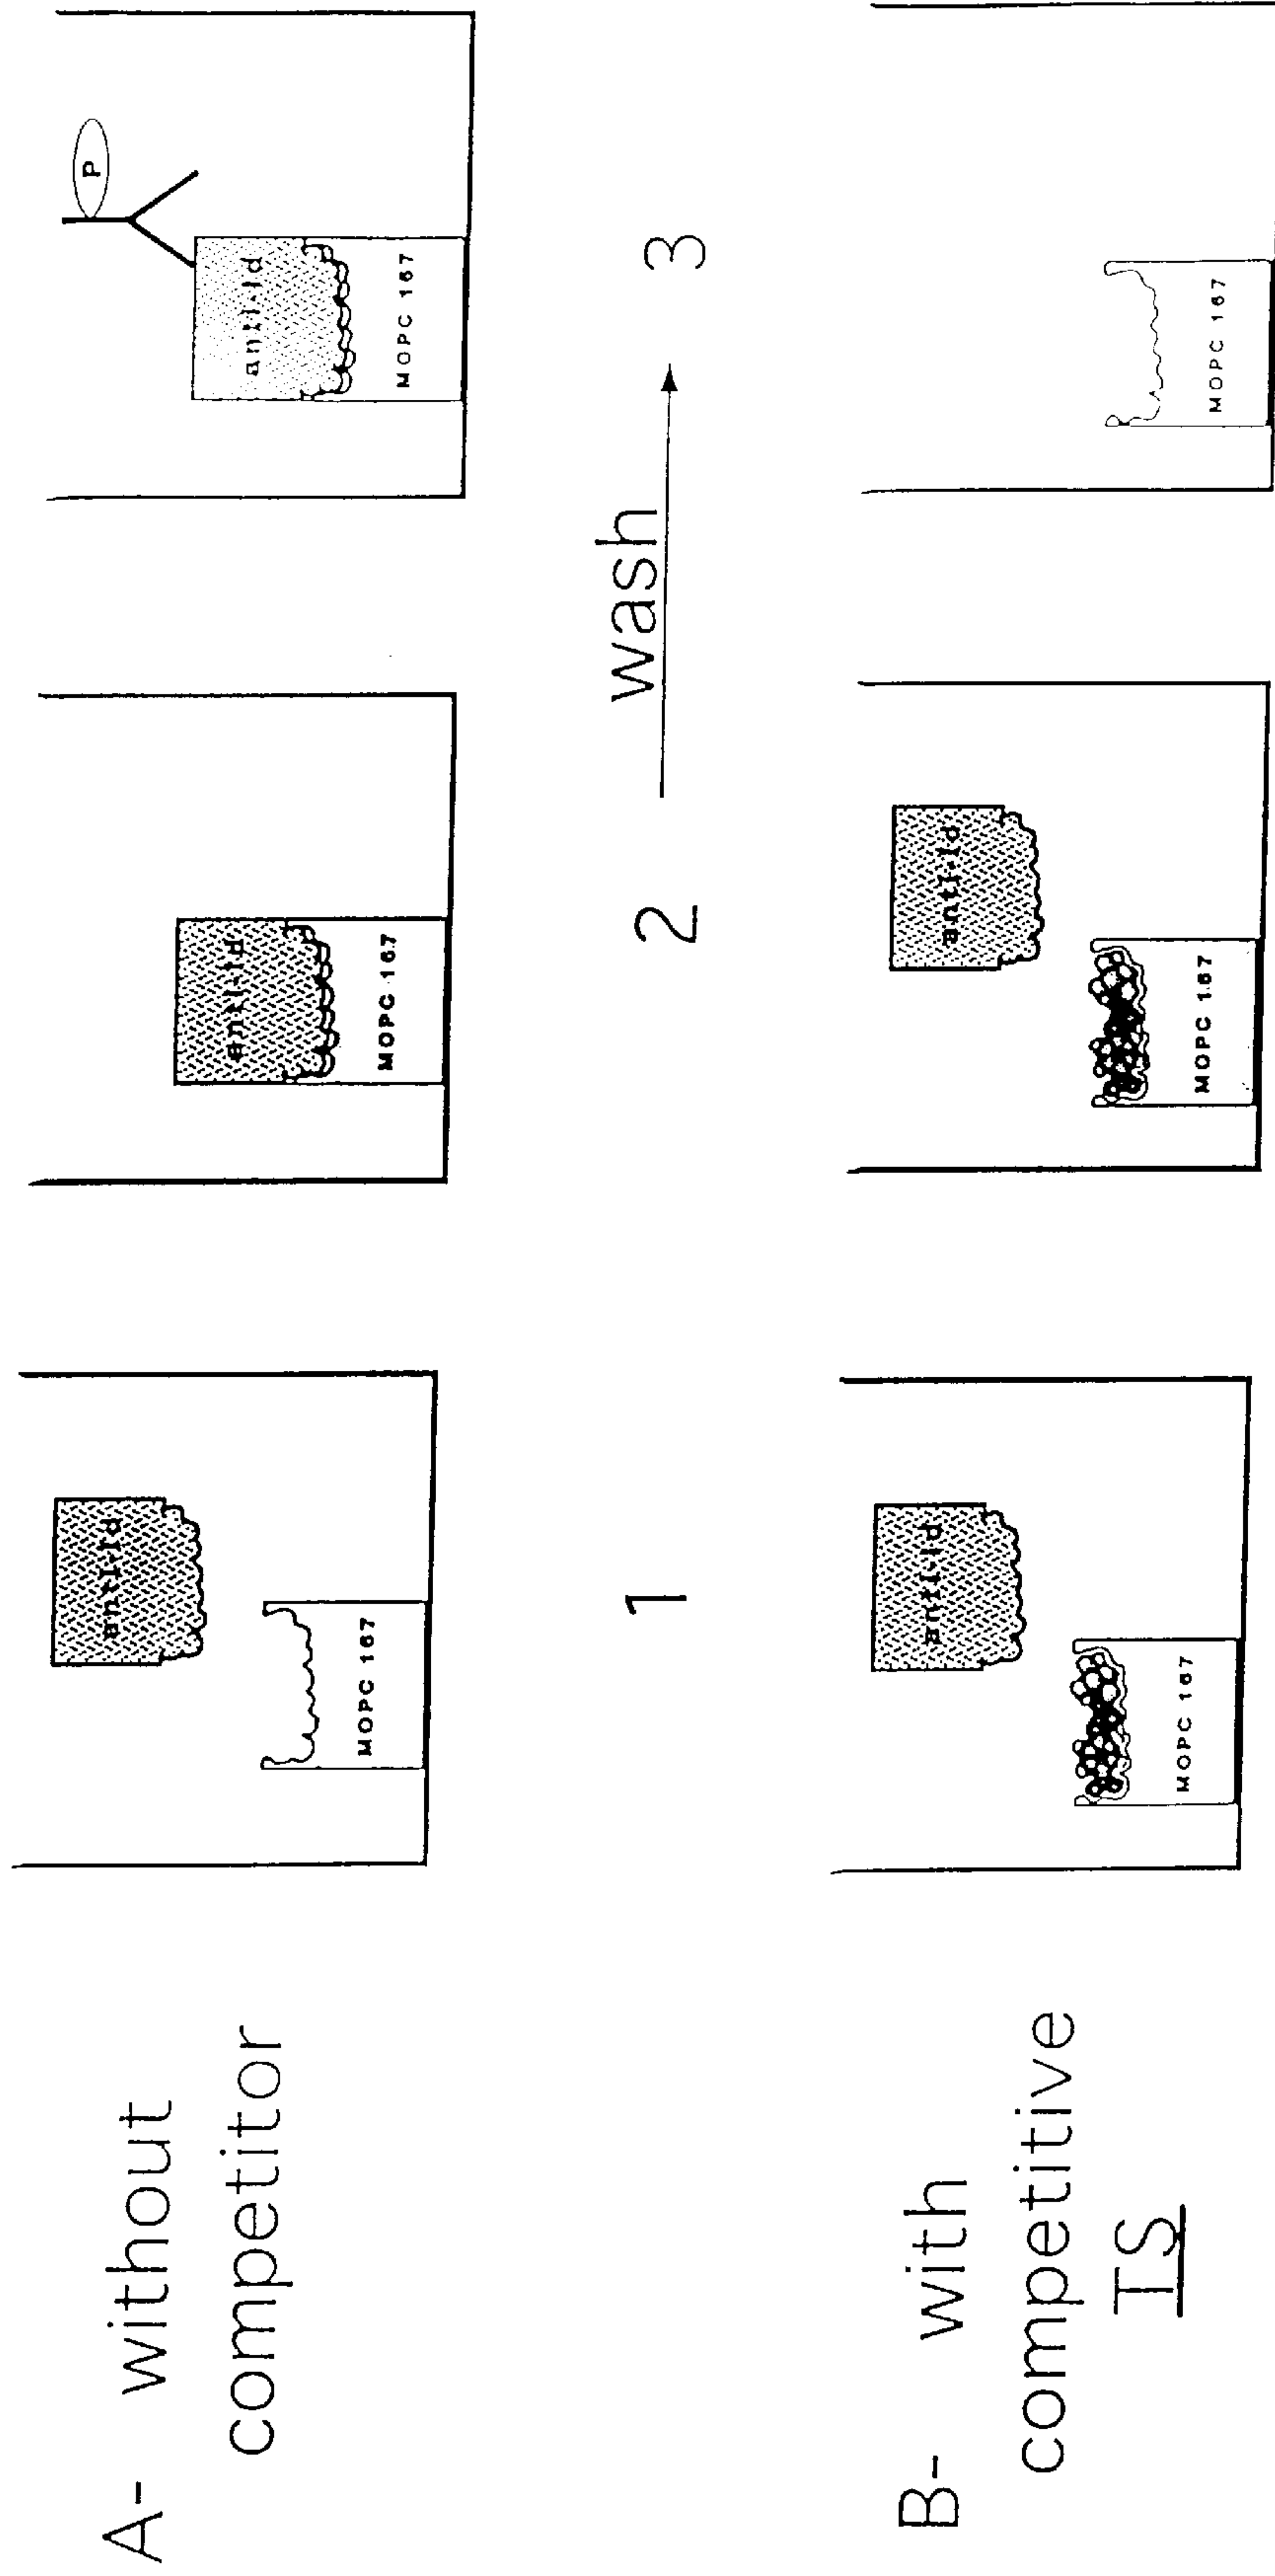 A- without
competitor
anti-Id
MOPC 167
anti-Id
MOPC 167
P
anti-Id
MOPC 167
1
2
wash
3
B- with
competitive
TS
anti-Id
MOPC 167
anti-Id
MOPC 167
MOPC 167